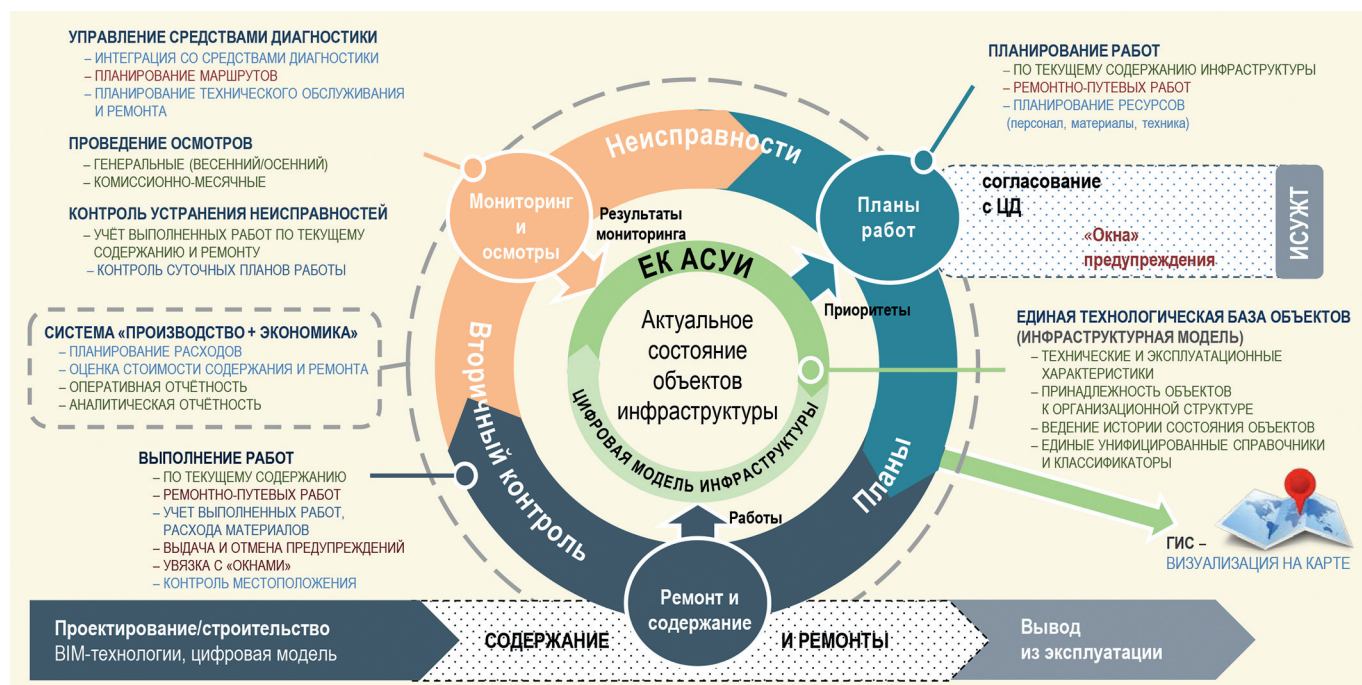 УПРАВЛЕНИЕ СРЕДСТВАМИ ДИАГНОСТИКИ
– ИНТЕГРАЦИЯ СО СРЕДСТВАМИ ДИАГНОСТИКИ
– ПЛАНИРОВАНИЕ МАРШРУТОВ
– ПЛАНИРОВАНИЕ ТЕХНИЧЕСКОГО ОБСЛУЖИВАНИЯ
И РЕМОНТА
ПРОВЕДЕНИЕ ОСМОТРОВ
– ГЕНЕРАЛЬНЫЕ (ВЕСЕННИЙ/ОСЕННИЙ)
– КОМИССИОННО-МЕСЯЧНЫЕ
КОНТРОЛЬ УСТРАНЕНИЯ НЕИСПРАВНОСТЕЙ
– УЧЁТ ВЫПОЛНЕННЫХ РАБОТ ПО ТЕКУЩЕМУ
СОДЕРЖАНИЮ И РЕМОНТУ
– КОНТРОЛЬ СУТОЧНЫХ ПЛАНОВ РАБОТЫ
СИСТЕМА «ПРОИЗВОДСТВО + ЭКОНОМИКА»
– ПЛАНИРОВАНИЕ РАСХОДОВ
– ОЦЕНКА СТОИМОСТИ СОДЕРЖАНИЯ И РЕМОНТА
– ОПЕРАТИВНАЯ ОТЧЁТНОСТЬ
– АНАЛИТИЧЕСКАЯ ОТЧЁТНОСТЬ
ВЫПОЛНЕНИЕ РАБОТ
– ПО ТЕКУЩЕМУ СОДЕРЖАНИЮ
– РЕМОНТНО-ПУТЕВЫХ РАБОТ
– УЧЕТ ВЫПОЛНЕННЫХ РАБОТ,
РАСХОДА МАТЕРИАЛОВ
– ВЫДАЧА И ОТМЕНА ПРЕДУПРЕЖДЕНИЙ
– УВЯЗКА С «ОКНАМИ»
– КОНТРОЛЬ МЕСТОПОЛОЖЕНИЯ
Неисправности
Мониторинг
и
осмотры
Результаты
мониторинга
Планы
работ
Приоритеты
ЕК АСУИ
Актуальное
состояние
объектов
инфраструктуры
ЦИФРОВАЯ МОДЕЛЬ ИНФРАСТРУКТУРЫ
Вторичный контроль
Планы
Работы
Ремонт и
содержание
ПЛАНИРОВАНИЕ РАБОТ
– ПО ТЕКУЩЕМУ СОДЕРЖАНИЮ ИНФРАСТРУКТУРЫ
– РЕМОНТНО-ПУТЕВЫХ РАБОТ
– ПЛАНИРОВАНИЕ РЕСУРСОВ
(персонал, материалы, техника)
согласование
с ЦД
«Окна»
предупреждения
ИСУЖТ
ЕДИНАЯ ТЕХНОЛОГИЧЕСКАЯ БАЗА ОБЪЕКТОВ
(ИНФРАСТРУКТУРНАЯ МОДЕЛЬ)
– ТЕХНИЧЕСКИЕ И ЭКСПЛУАТАЦИОННЫЕ
ХАРАКТЕРИСТИКИ
– ПРИНАДЛЕЖНОСТЬ ОБЪЕКТОВ
К ОРГАНИЗАЦИОННОЙ СТРУКТУРЕ
– ВЕДЕНИЕ ИСТОРИИ СОСТОЯНИЯ ОБЪЕКТОВ
– ЕДИНЫЕ УНИФИЦИРОВАННЫЕ СПРАВОЧНИКИ
И КЛАССИФИКАТОРЫ
ГИС –
ВИЗУАЛИЗАЦИЯ НА КАРТЕ
Проектирование/строительство
BIM-технологии, цифровая модель
СОДЕРЖАНИЕ
И РЕМОНТЫ
Вывод
из эксплуатации